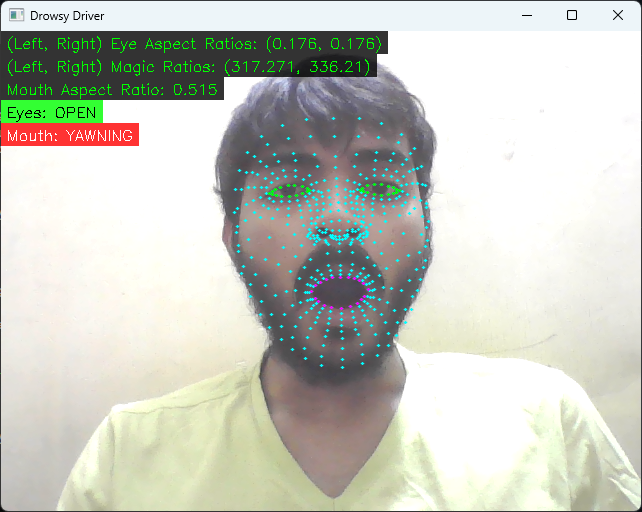 Drowsy Driver
(Left, Right) Eye Aspect Ratios: (0.176, 0.176)
(Left, Right) Magic Ratios: (317.271, 336.21)
Mouth Aspect Ratio: 0.515
Eyes: OPEN
Mouth: YAWNING